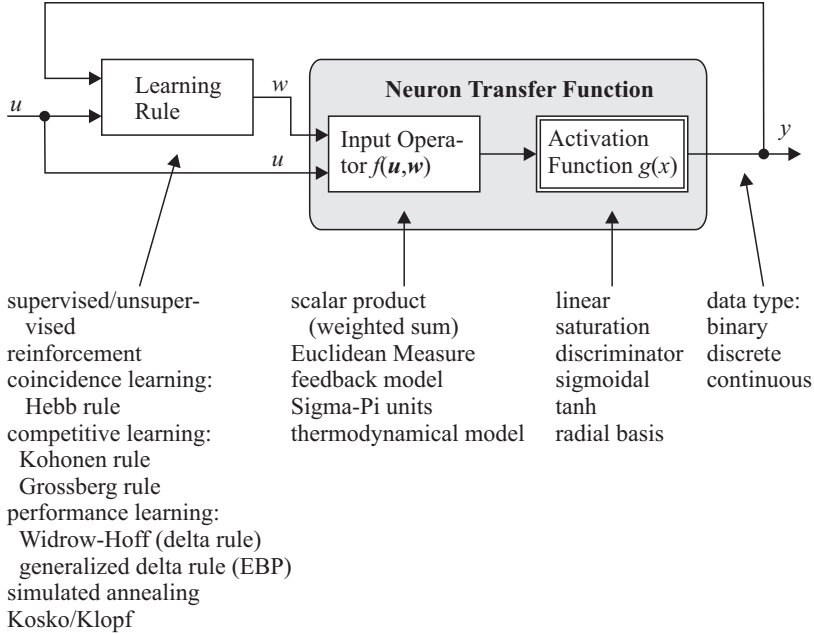 u
Learning
Rule
w
Neuron Transfer Function
Input Opera-
tor f(u,w)
Activation
Function g(x)
y
u
supervised/unsuper-
vised
reinforcement
coincidence learning:
Hebb rule
competitive learning:
Kohonen rule
Grossberg rule
performance learning:
Widrow-Hoff (delta rule)
generalized delta rule (EBP)
simulated annealing
Kosko/Klopf
scalar product
(weighted sum)
Euclidean Measure
feedback model
Sigma-Pi units
thermodynamical model
linear
saturation
discriminator
sigmoidal
tanh
radial basis
data type:
binary
discrete
continuous